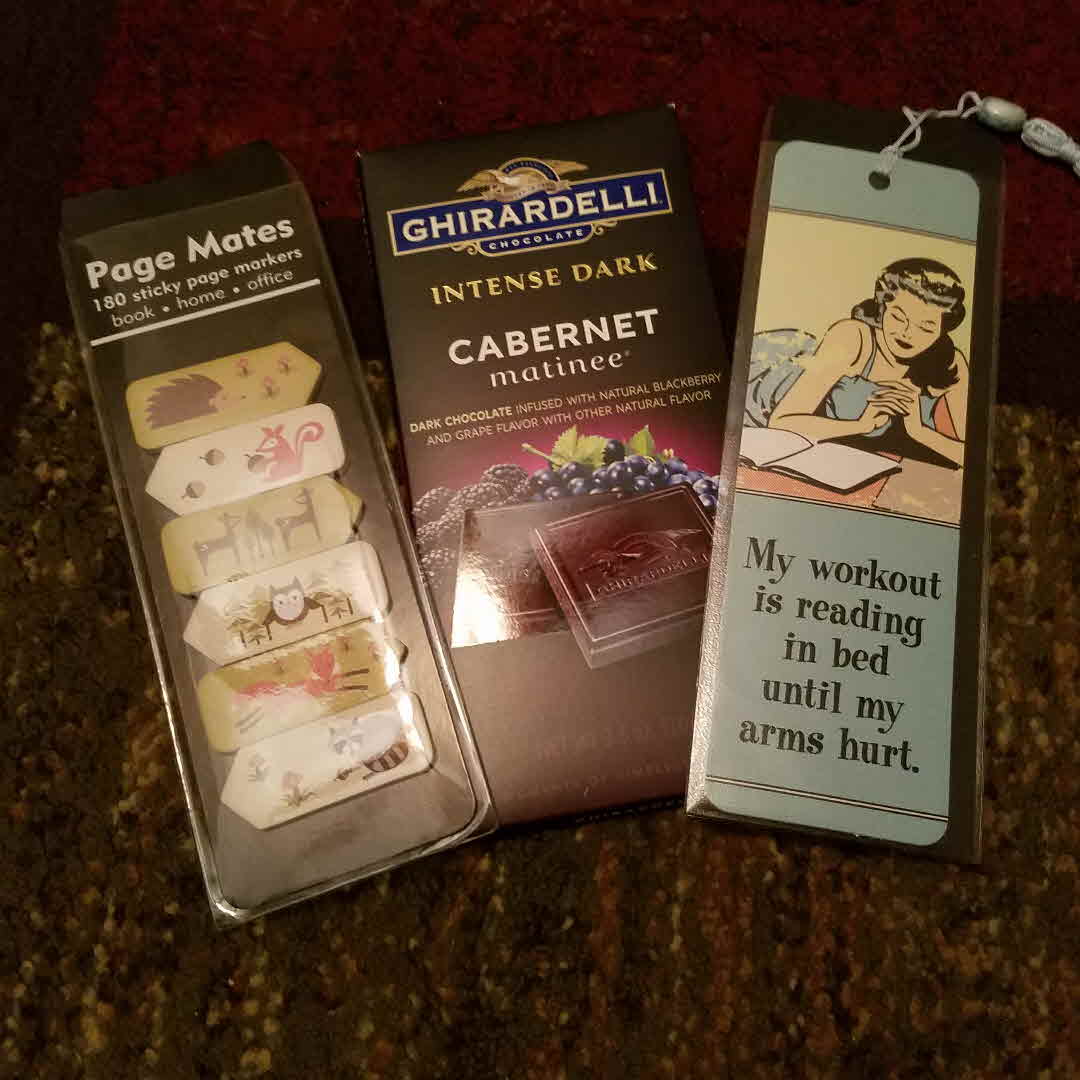 Page Mates
180 sticky page markers
book • home • office
GHIRARDELLI
CHOCOLATE
INTENSE DARK
CABERNET
matinee
DARK CHOCOLATE INFUSED WITH NATURAL BLACKBERRY
AND GRAPE FLAVOR WITH OTHER NATURAL FLAVOR
GHIRARDELLI
My workout
is reading
in bed
until my
arms hurt.